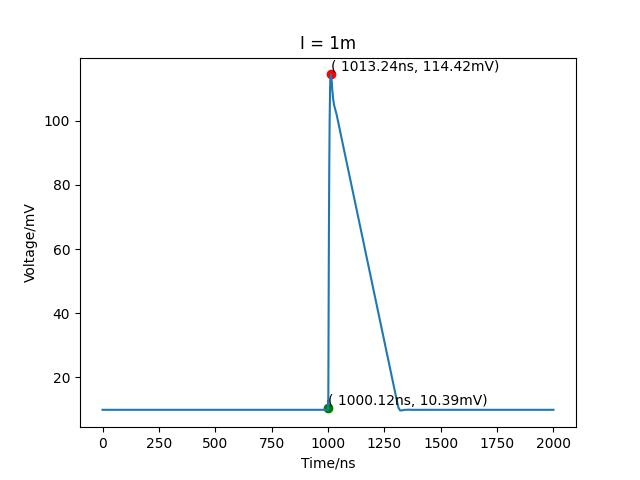 I = 1m
( 1013.24ns, 114.42mV)
100
80
60
40
20
Voltage/mV
( 1000.12ns, 10.39mV)
0 250 500 750 1000 1250 1500 1750 2000
Time/ns